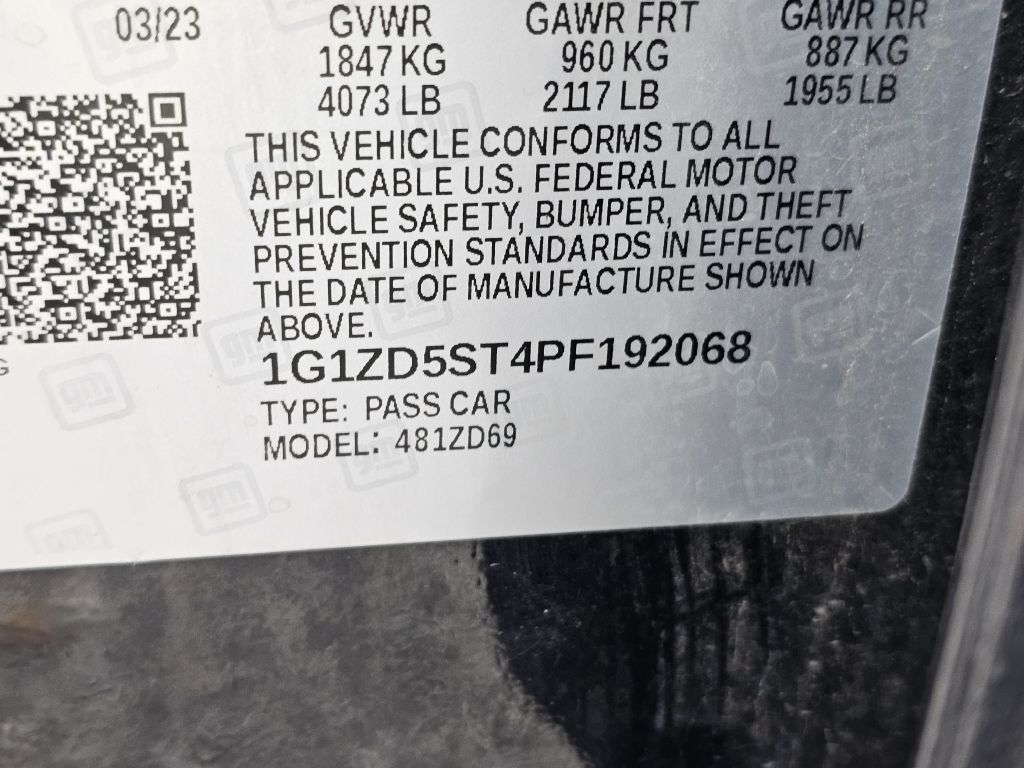 03/23 GVWR GAWR FRT GAWR RR
1847 KG 960 KG 887 KG
4073 LB 2117 LB 1955 LB
THIS VEHICLE CONFORMS TO ALL
APPLICABLE U.S. FEDERAL MOTOR
VEHICLE SAFETY, BUMPER, AND THEFT
PREVENTION STANDARDS IN EFFECT ON
THE DATE OF MANUFACTURE SHOWN
ABOVE.
1G1ZD5ST4PF192068
TYPE: PASS CAR
MODEL: 481ZD69
gm